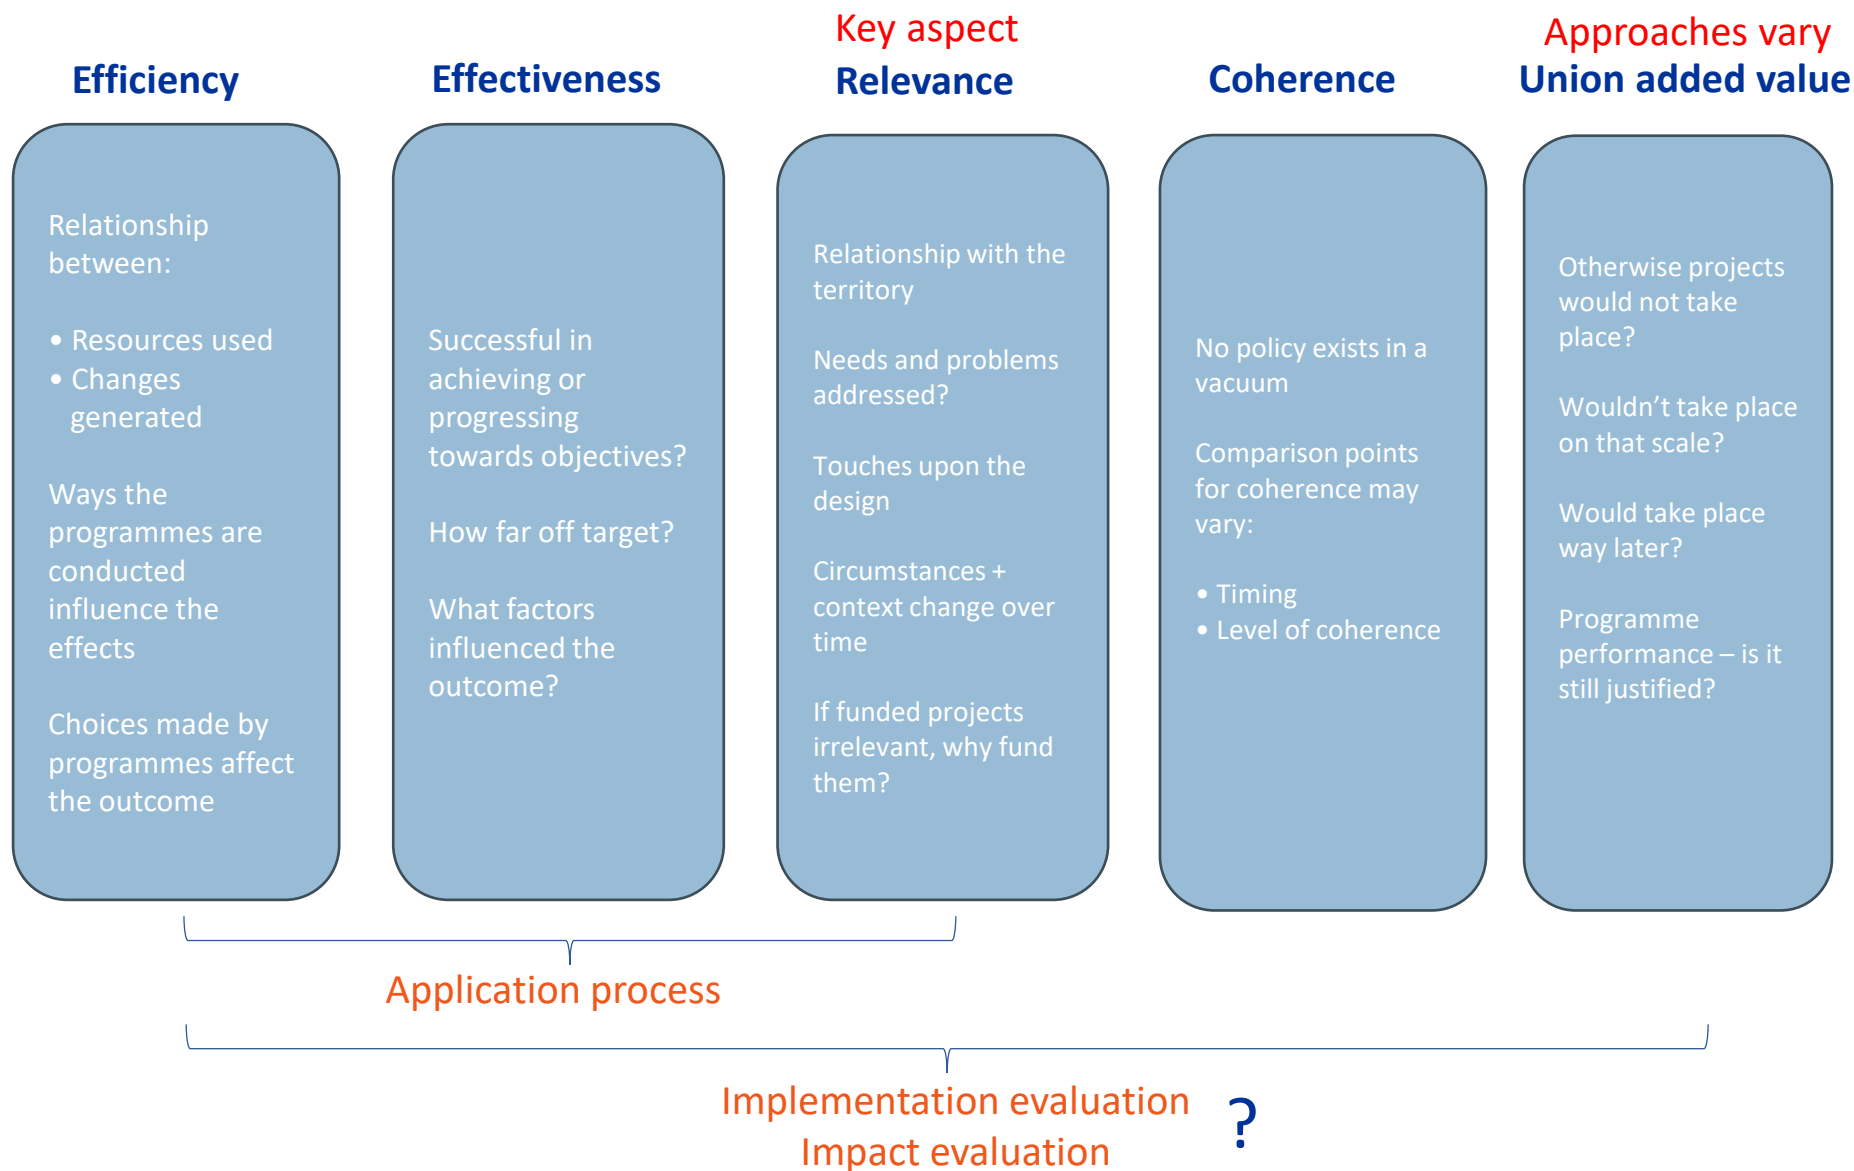 Key aspect
Approaches vary
Efficiency
Effectiveness
Relevance
Coherence
Union added value
Relationship
between:
• Resources used
• Changes
generated
Ways the
programmes are
conducted
influence the
effects
Choices made by
programmes affect
the outcome
Successful in
achieving or
progressing
towards objectives?
How far off target?
What factors
influenced the
outcome?
Relationship with the
territory
Needs and problems
addressed?
Touches upon the
design
Circumstances +
context change over
time
If funded projects
irrelevant, why fund
them?
No policy exists in a
vacuum
Comparison points
for coherence may
vary:
• Timing
• Level of coherence
Otherwise projects
would not take
place?
Wouldn’t take place
on that scale?
Would take place
way later?
Programme
performance – is it
still justified?
Application process
Implementation evaluation
Impact evaluation
?